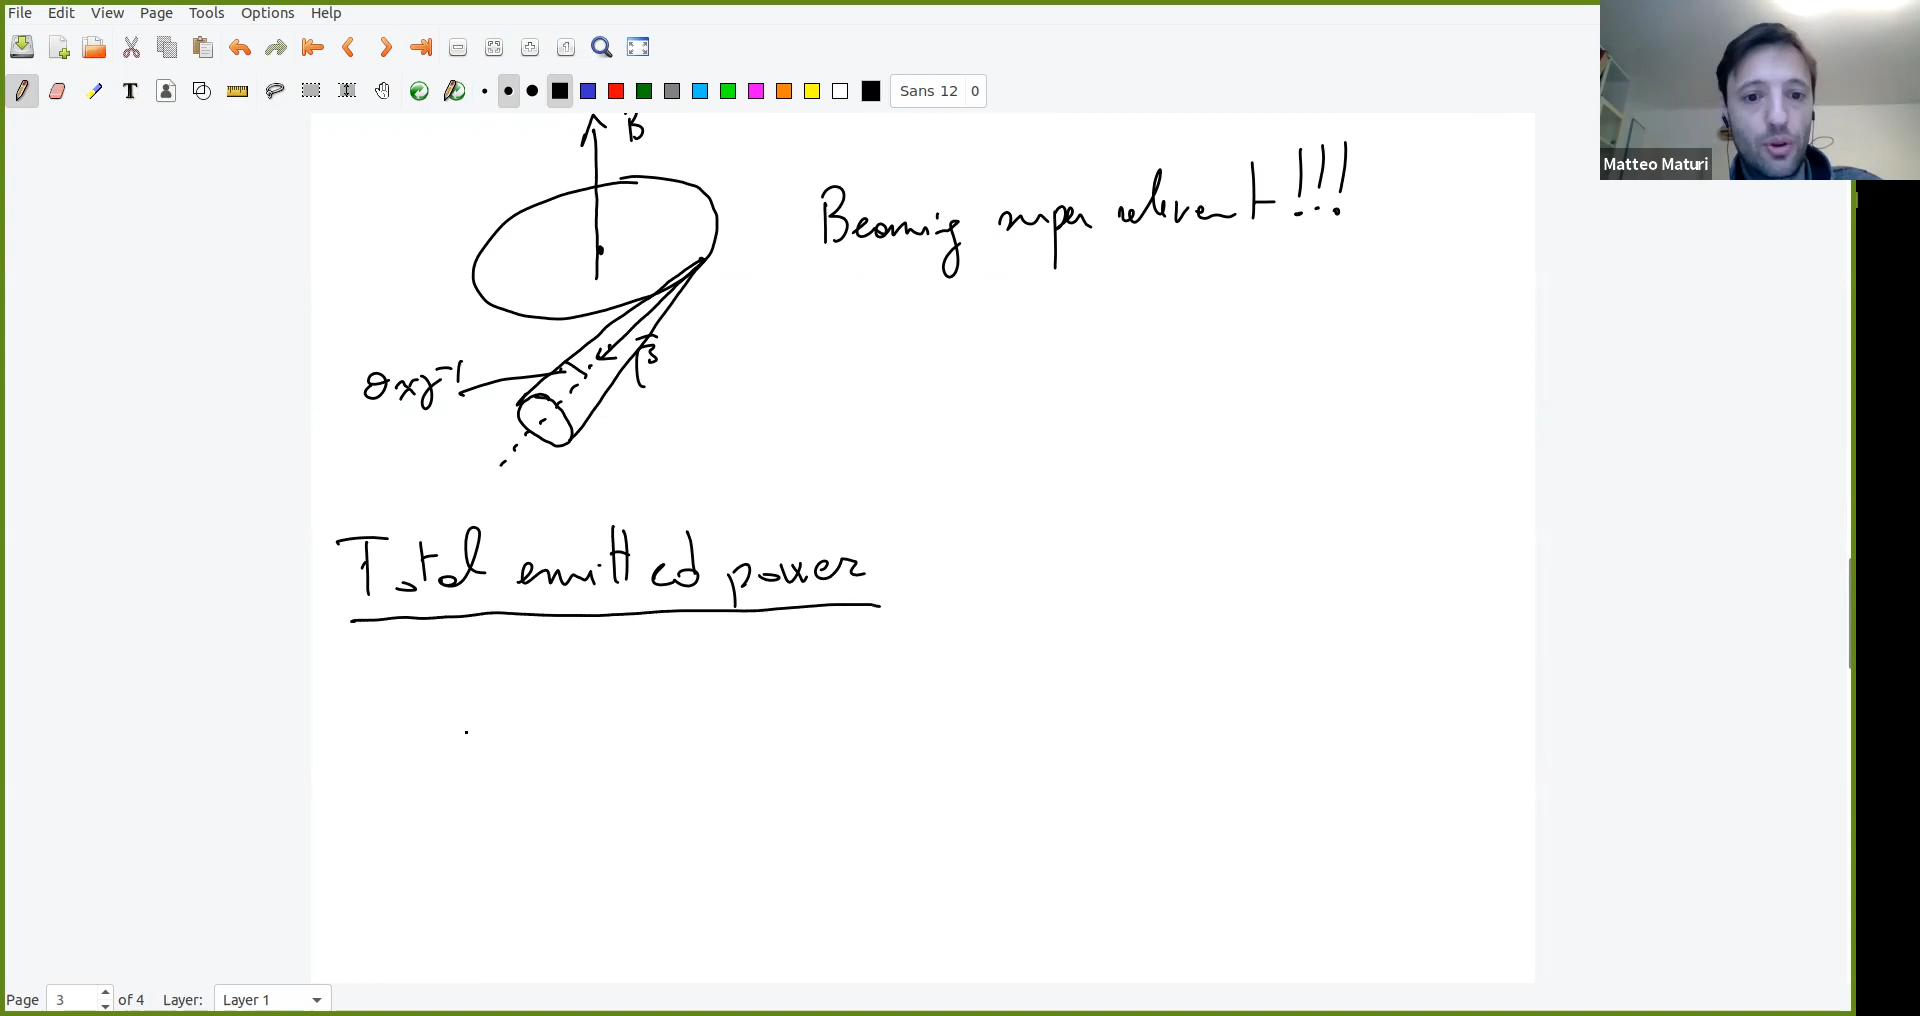 File Edit View Page Tools Options Help
Sans 12 0
Matteo Maturi
B
Beaming super relevant !!!
θ∝γ⁻¹
β
Total emitted power
Page 3 of 4 Layer: Layer 1